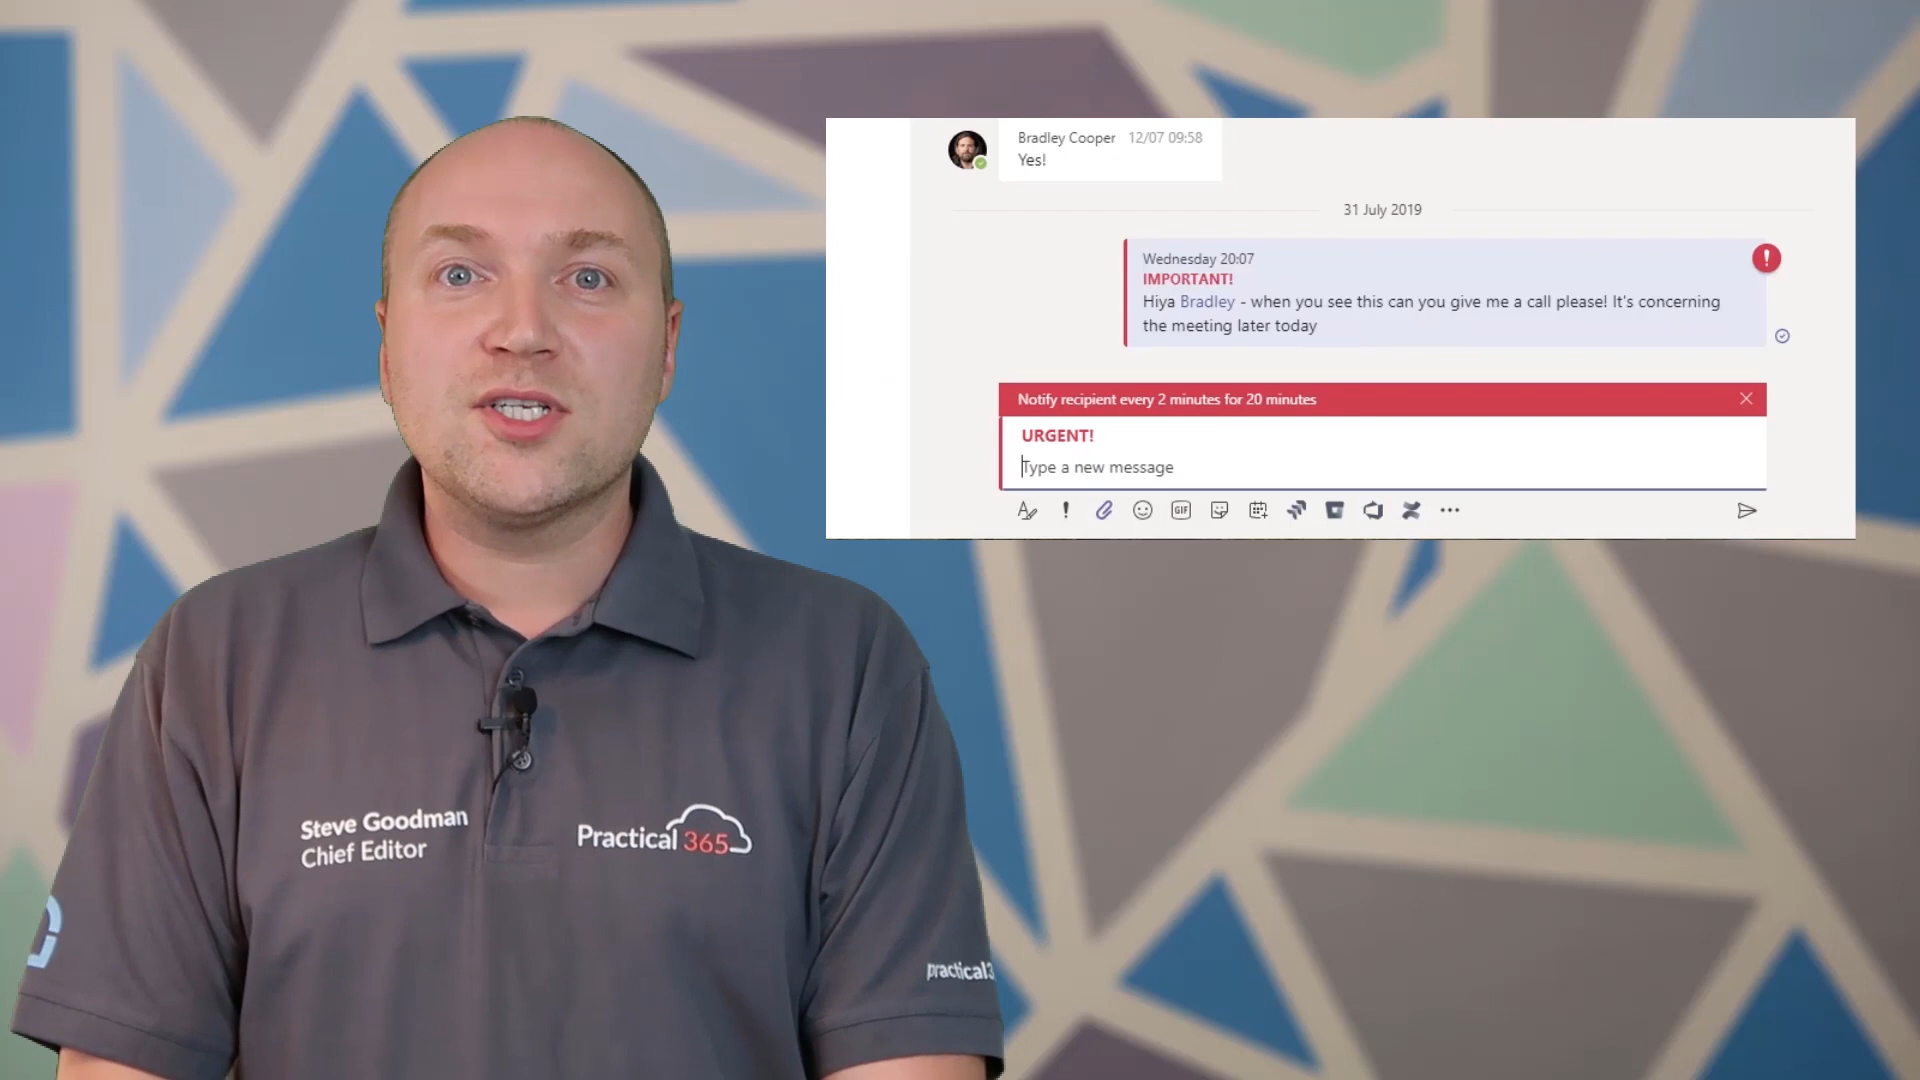 Bradley Cooper 12/07 09:58
Yes!
31 July 2019
Wednesday 20:07
IMPORTANT!
Hiya Bradley - when you see this can you give me a call please! It's concerning
the meeting later today
Notify recipient every 2 minutes for 20 minutes
URGENT!
Type a new message
GIF
Steve Goodman
Chief Editor
Practical 365
practical3